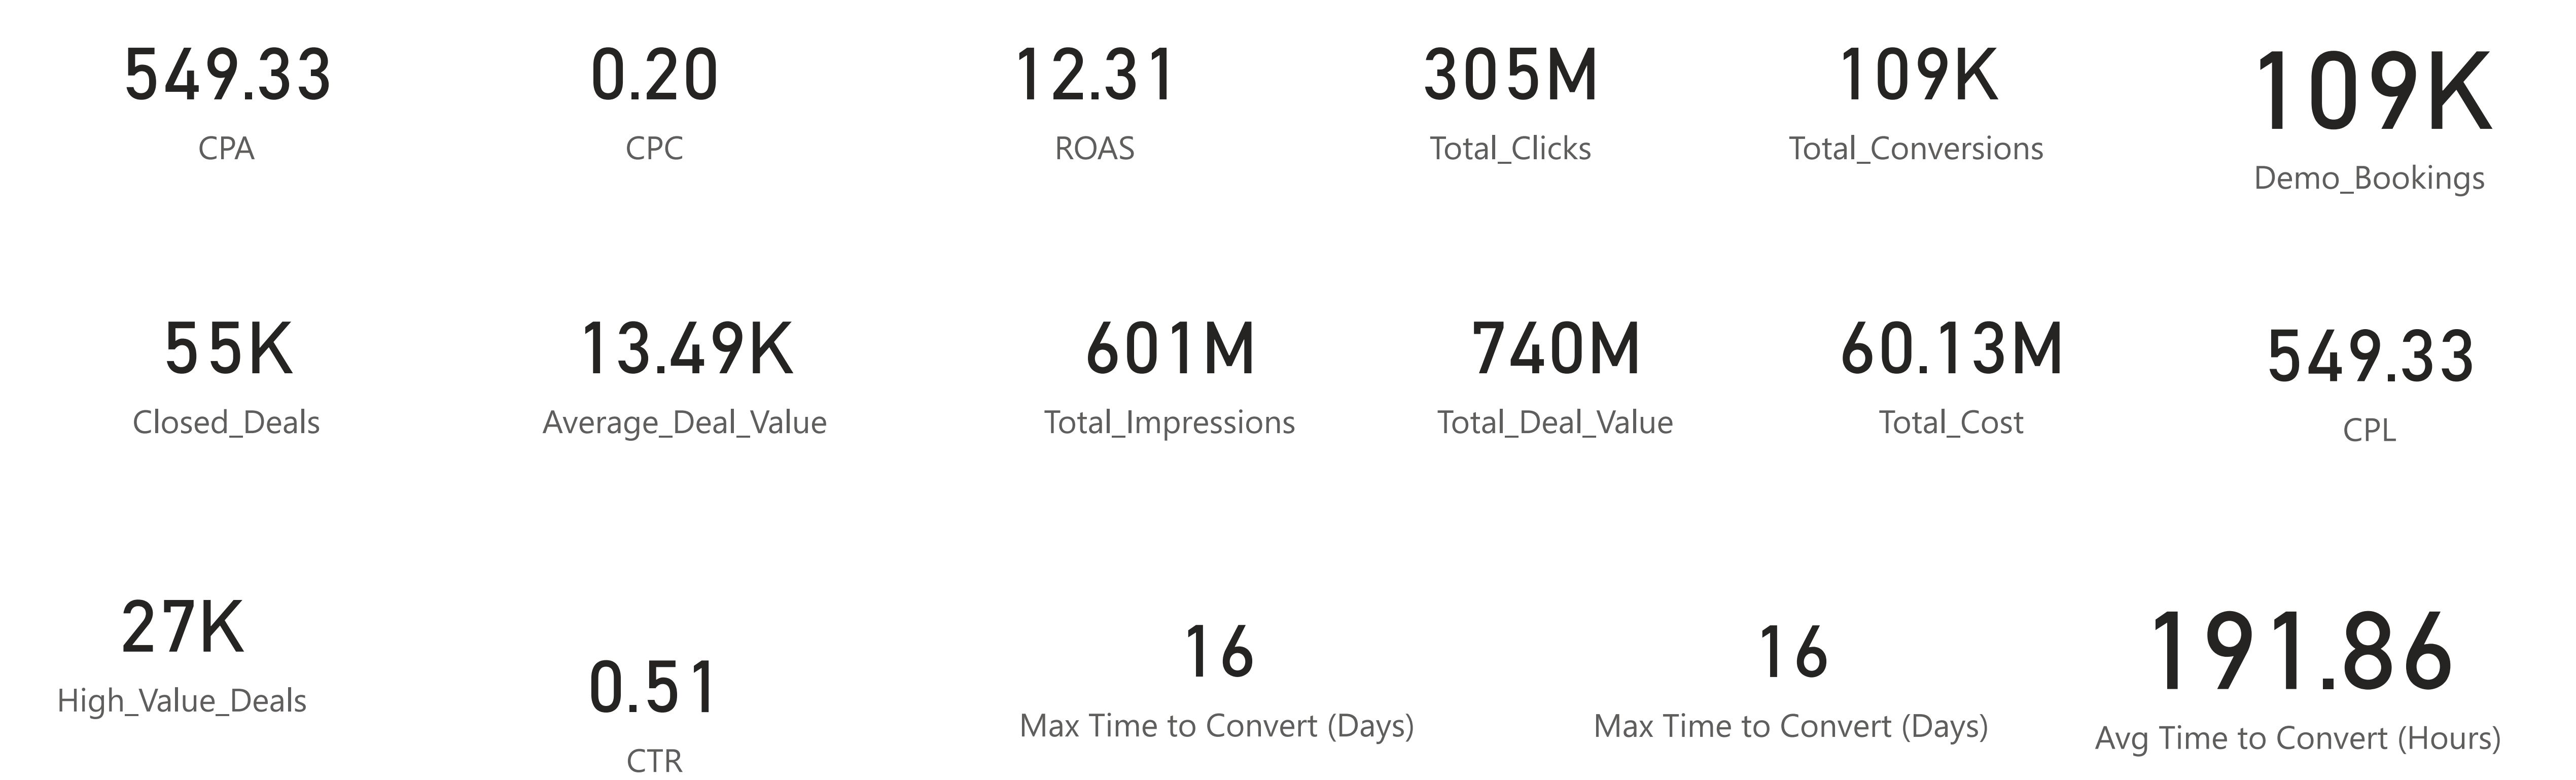 549.33
CPA
0.20
CPC
12.31
ROAS
305M
Total_Clicks
109K
Total_Conversions
109K
Demo_Bookings
55K
Closed_Deals
13.49K
Average_Deal_Value
601M
Total_Impressions
740M
Total_Deal_Value
60.13M
Total_Cost
549.33
CPL
27K
High_Value_Deals
0.51
CTR
16
Max Time to Convert (Days)
16
Max Time to Convert (Days)
191.86
Avg Time to Convert (Hours)